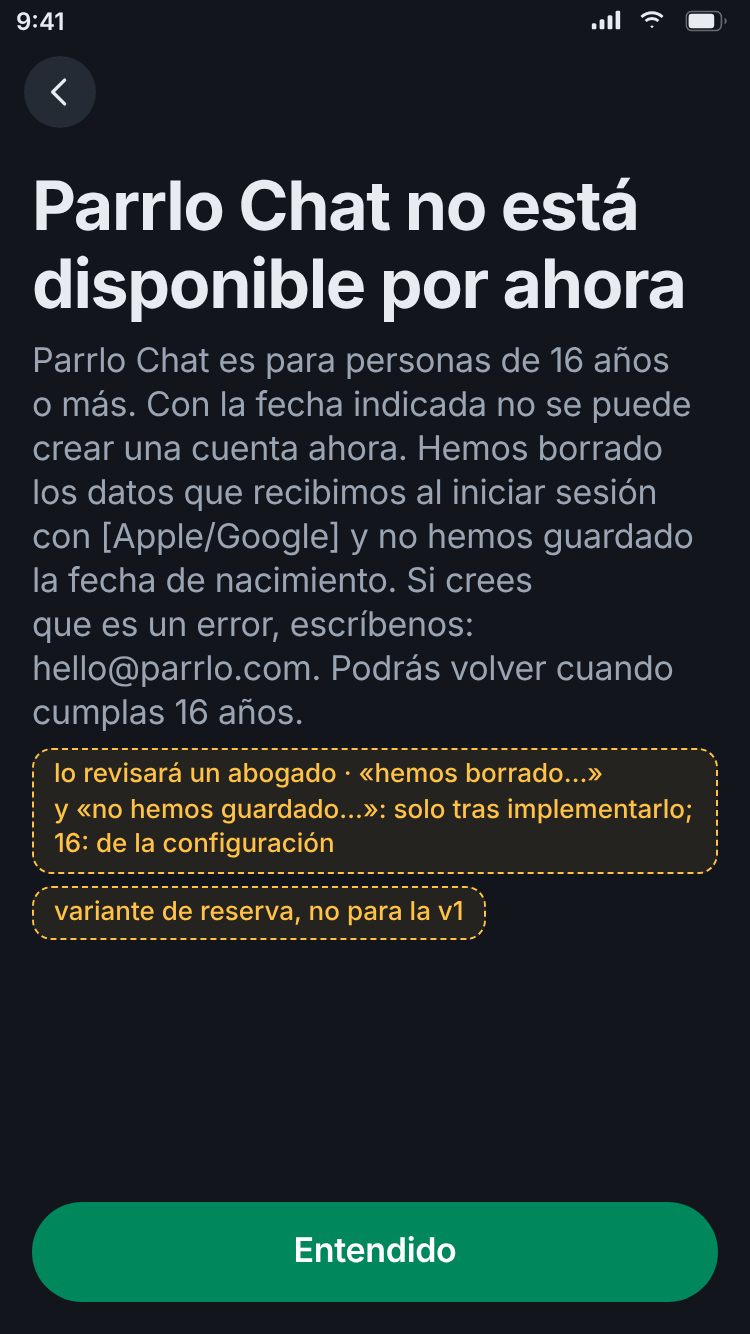 9:41
Parrlo Chat no está
disponible por ahora
Parrlo Chat es para personas de 16 años
o más. Con la fecha indicada no se puede
crear una cuenta ahora. Hemos borrado
los datos que recibimos al iniciar sesión
con [Apple/Google] y no hemos guardado
la fecha de nacimiento. Si crees
que es un error, escríbenos:
hello@parrlo.com. Podrás volver cuando
cumplas 16 años.
lo revisará un abogado · «hemos borrado…»
y «no hemos guardado…»: solo tras implementarlo;
16: de la configuración
variante de reserva, no para la v1
Entendido